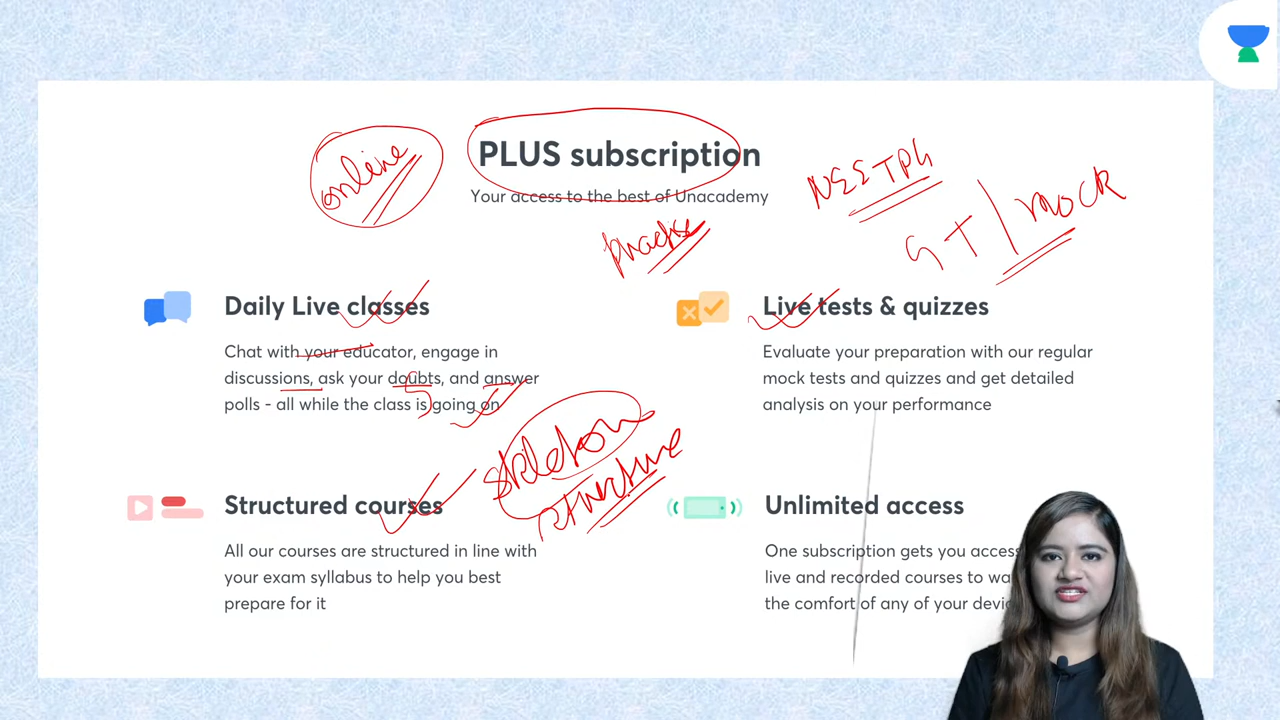 PLUS subscription
online
Your access to the best of Unacademy
NEETPG
GT / MOCK
practise
Daily Live classes
Chat with your educator, engage in
discussions, ask your doubts, and answer
polls - all while the class is going on
Live tests & quizzes
Evaluate your preparation with our regular
mock tests and quizzes and get detailed
analysis on your performance
skeleton
structure
Structured courses
All our courses are structured in line with
your exam syllabus to help you best
prepare for it
Unlimited access
One subscription gets you access
live and recorded courses to
the comfort of any of your